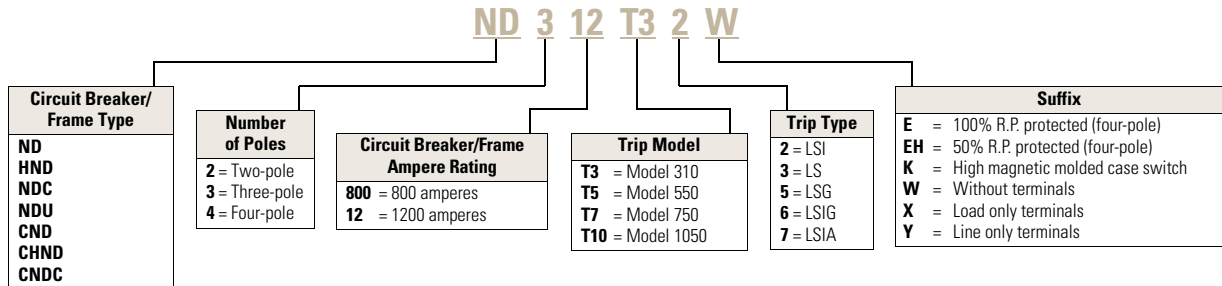 ND 3 12 T3 2 W
Circuit Breaker/
Frame Type
ND
HND
NDC
NDU
CND
CHND
CNDC
Number
of Poles
2 = Two-pole
3 = Three-pole
4 = Four-pole
Circuit Breaker/Frame
Ampere Rating
800 = 800 amperes
12 = 1200 amperes
Trip Model
T3 = Model 310
T5 = Model 550
T7 = Model 750
T10 = Model 1050
Trip Type
2 = LSI
3 = LS
5 = LSG
6 = LSIG
7 = LSIA
Suffix
E = 100% R.P. protected (four-pole)
EH = 50% R.P. protected (four-pole)
K = High magnetic molded case switch
W = Without terminals
X = Load only terminals
Y = Line only terminals